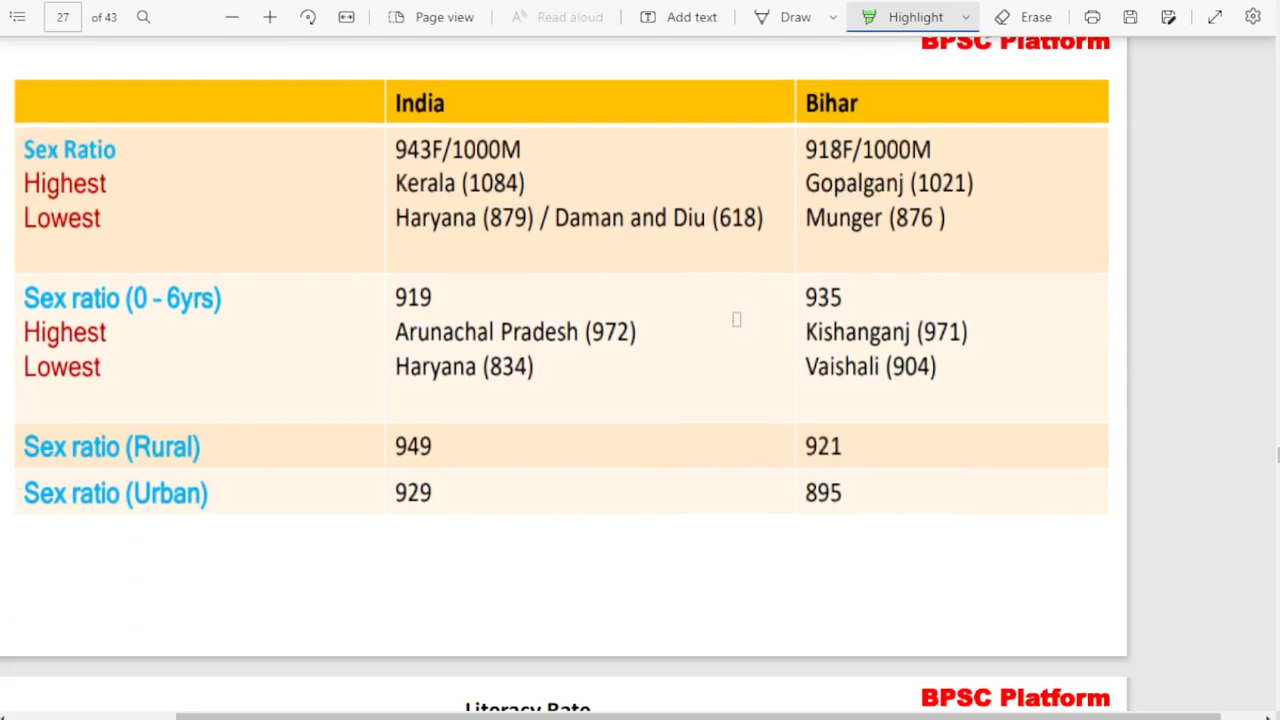 27 of 43 Page view Read aloud Add text Draw Highlight Erase
BPSC Platform
India Bihar
Sex Ratio 943F/1000M 918F/1000M
Highest Kerala (1084) Gopalganj (1021)
Lowest Haryana (879) / Daman and Diu (618) Munger (876 )
Sex ratio (0 - 6yrs) 919 935
Highest Arunachal Pradesh (972) Kishanganj (971)
Lowest Haryana (834) Vaishali (904)
Sex ratio (Rural) 949 921
Sex ratio (Urban) 929 895
BPSC Platform
Literacy Rate